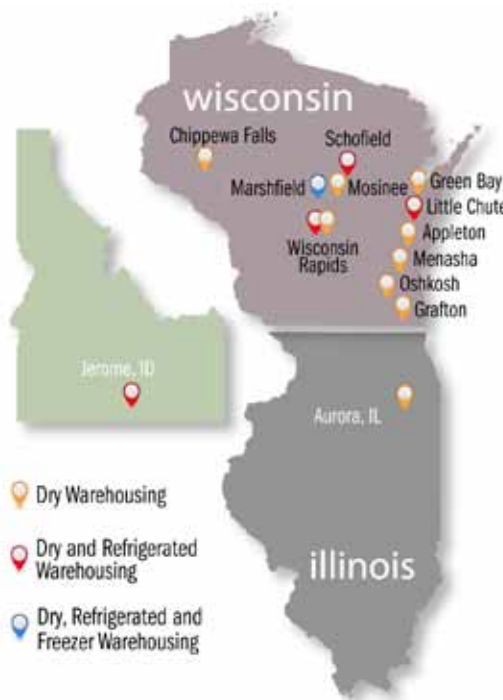 wisconsin
Chippewa Falls
Schofield
Marshfield
Mosinee
Green Bay
Little Chute
Wisconsin
Rapids
Appleton
Menasha
Oshkosh
Grafton
Jerome, ID
Aurora, IL
Dry Warehousing
Dry and Refrigerated
Warehousing
illinois
Dry, Refrigerated and
Freezer Warehousing